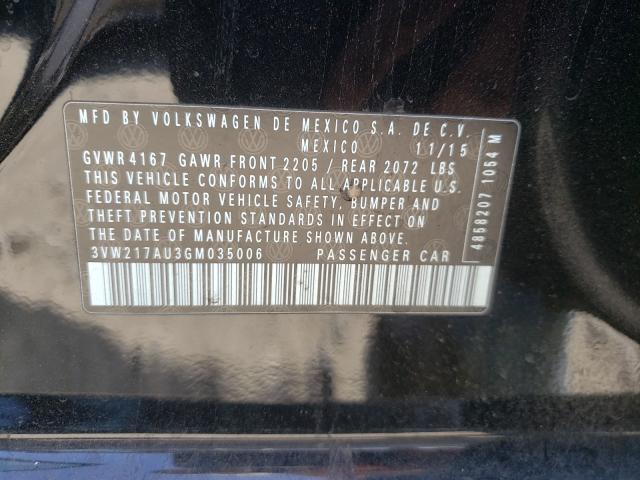 MFD BY VOLKSWAGEN DE MEXICO S.A. DE C.V.
MEXICO 11/15
GVWR 4167 GAWR FRONT 2205 / REAR 2072 LBS
THIS VEHICLE CONFORMS TO ALL APPLICABLE U.S.
FEDERAL MOTOR VEHICLE SAFETY, BUMPER AND
THEFT PREVENTION STANDARDS IN EFFECT ON
THE DATE OF MANUFACTURE SHOWN ABOVE.
3VW217AU3GM035006 PASSENGER CAR
4858207 1054 M